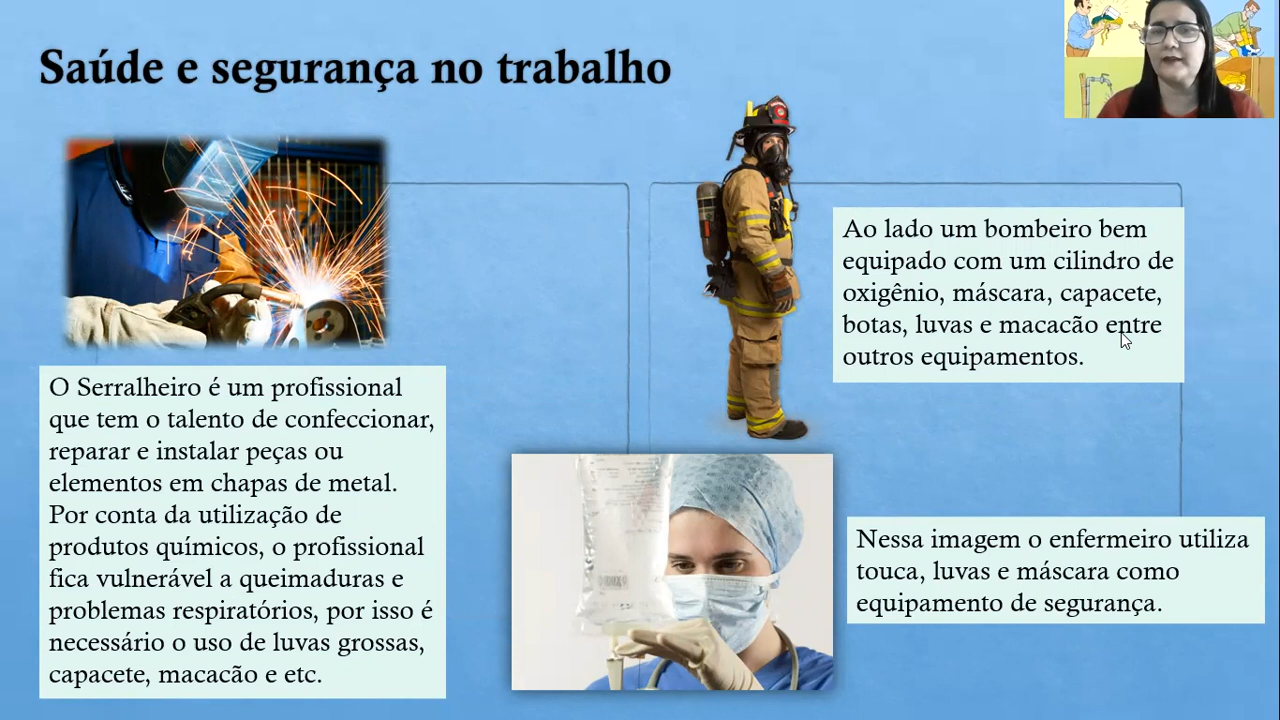 Saúde e segurança no trabalho
O Serralheiro é um profissional
que tem o talento de confeccionar,
reparar e instalar peças ou
elementos em chapas de metal.
Por conta da utilização de
produtos químicos, o profissional
fica vulnerável a queimaduras e
problemas respiratórios, por isso é
necessário o uso de luvas grossas,
capacete, macacão e etc.
Ao lado um bombeiro bem
equipado com um cilindro de
oxigênio, máscara, capacete,
botas, luvas e macacão entre
outros equipamentos.
Nessa imagem o enfermeiro utiliza
touca, luvas e máscara como
equipamento de segurança.